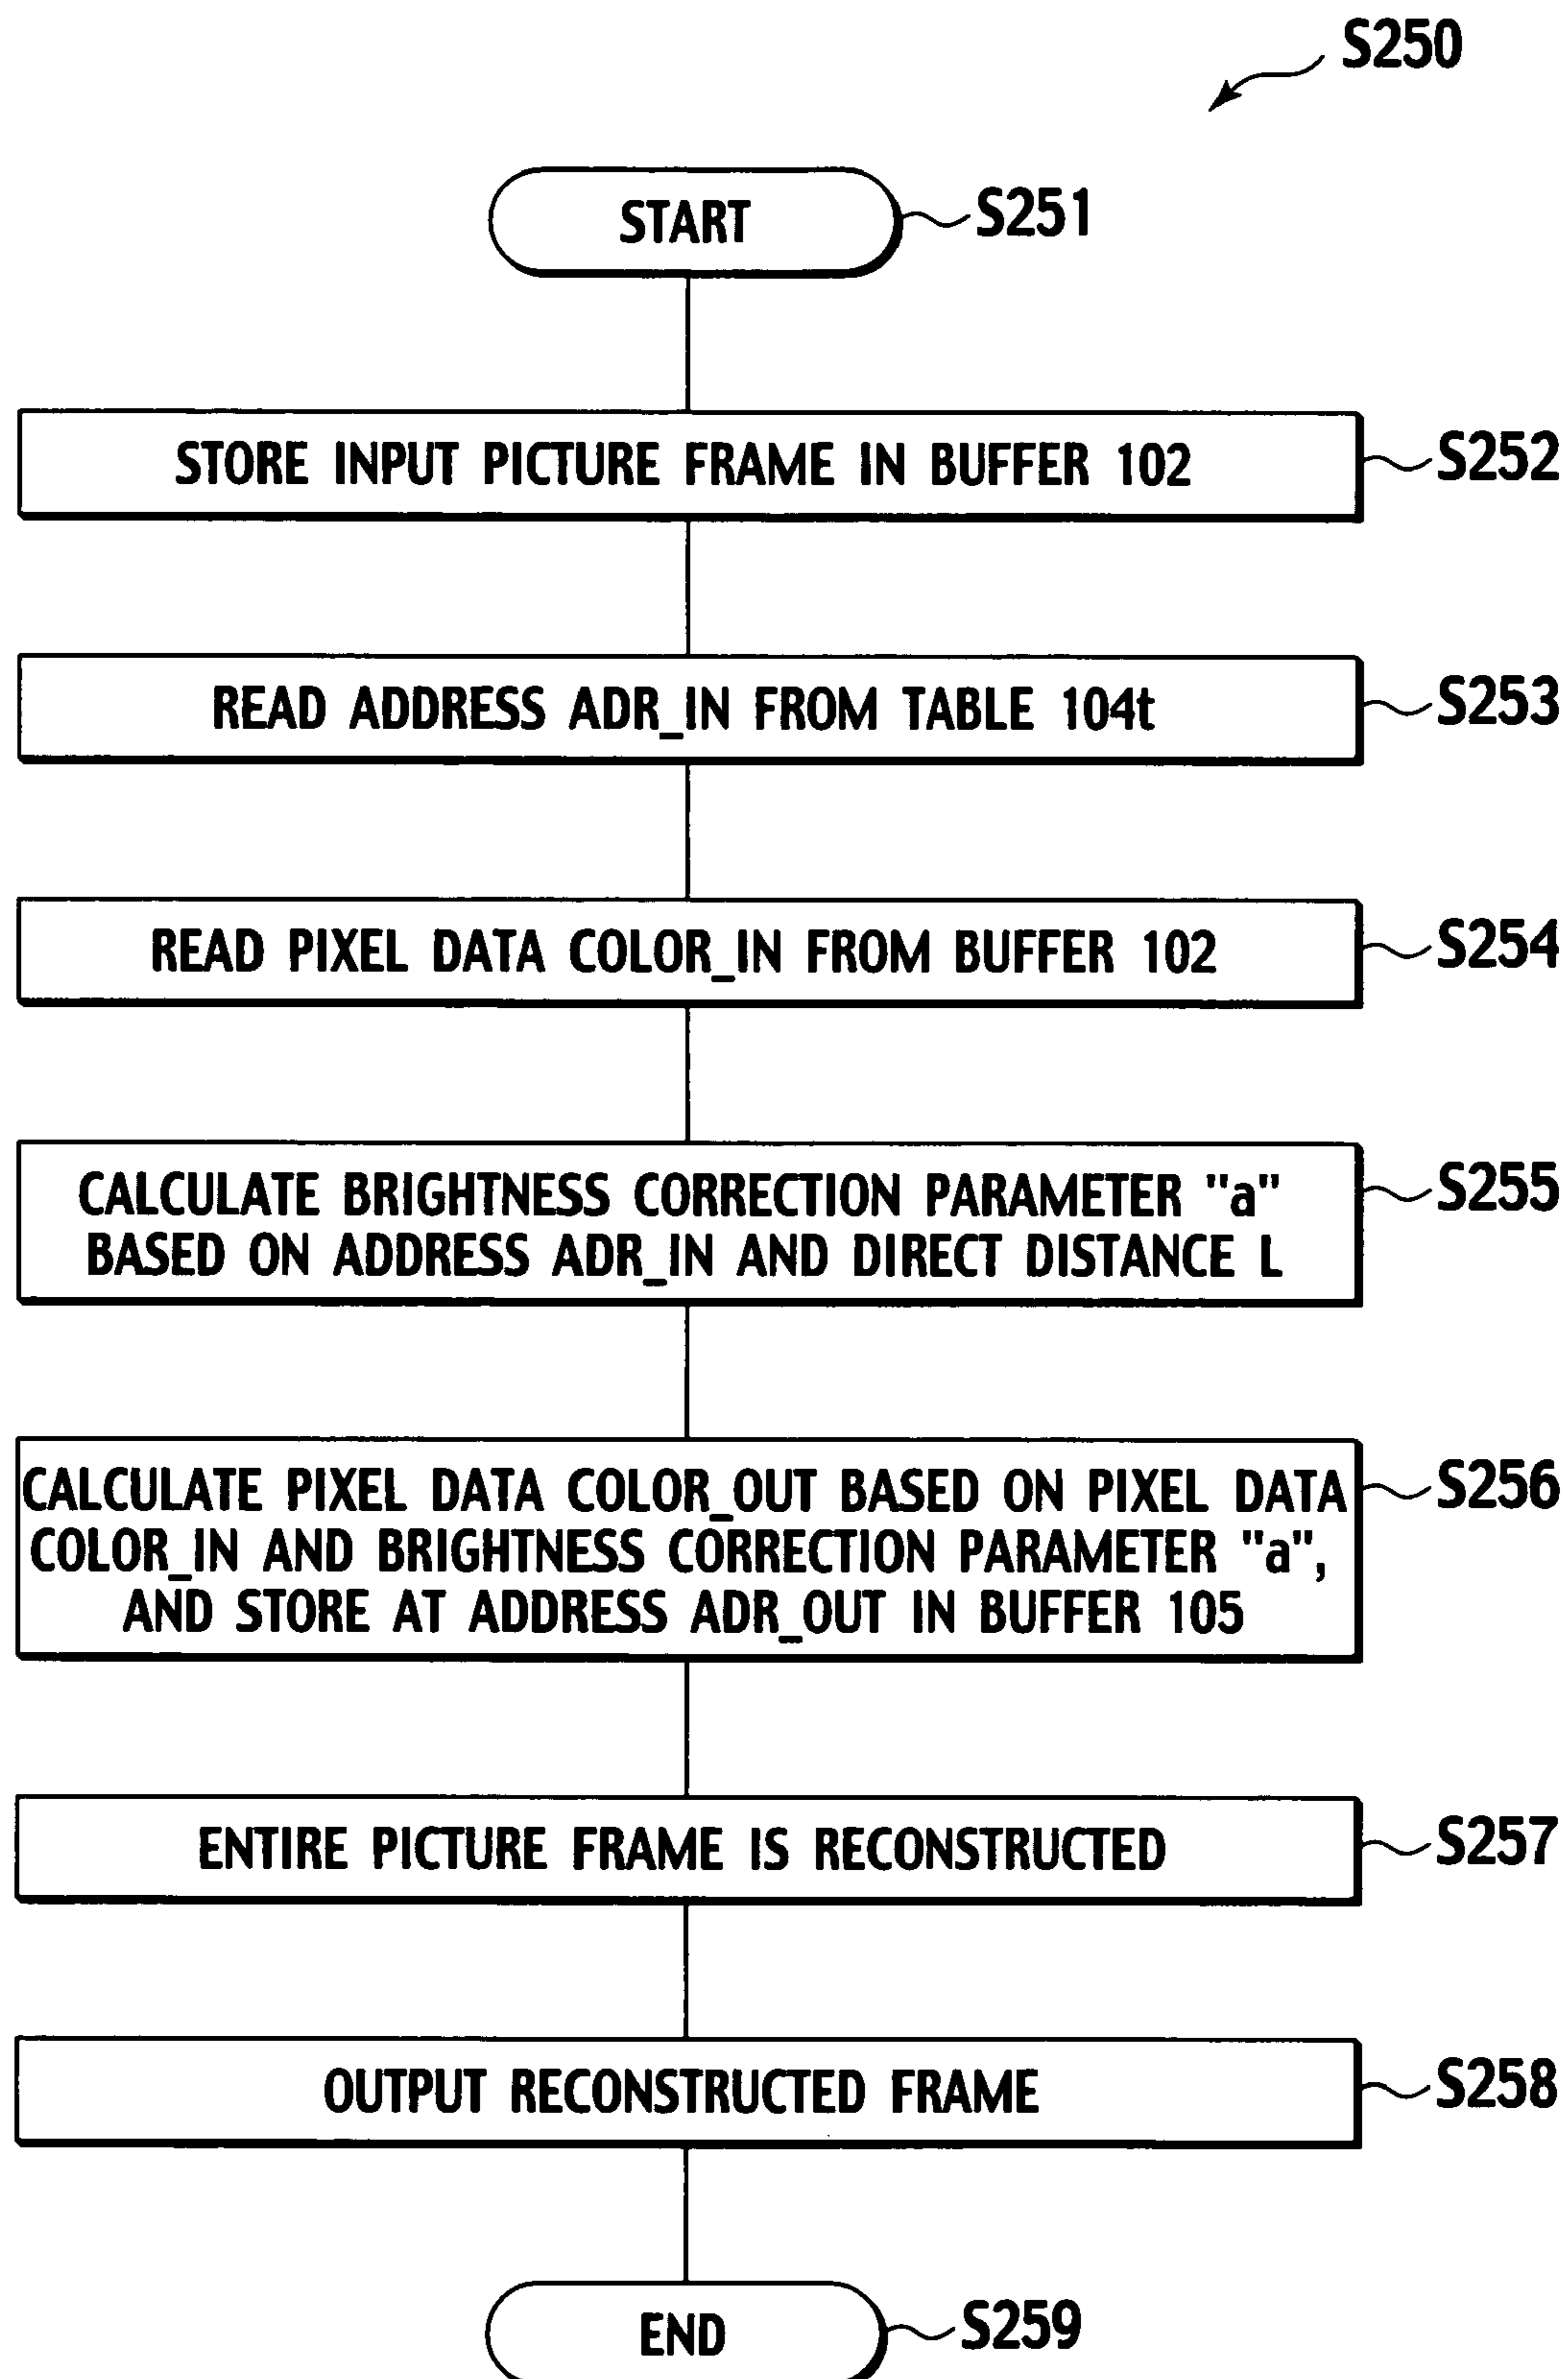 S250
START
S251
STORE INPUT PICTURE FRAME IN BUFFER 102
S252
READ ADDRESS ADR_IN FROM TABLE 104t
S253
READ PIXEL DATA COLOR_IN FROM BUFFER 102
S254
CALCULATE BRIGHTNESS CORRECTION PARAMETER "a"
BASED ON ADDRESS ADR_IN AND DIRECT DISTANCE L
S255
CALCULATE PIXEL DATA COLOR_OUT BASED ON PIXEL DATA
COLOR_IN AND BRIGHTNESS CORRECTION PARAMETER "a",
AND STORE AT ADDRESS ADR_OUT IN BUFFER 105
S256
ENTIRE PICTURE FRAME IS RECONSTRUCTED
S257
OUTPUT RECONSTRUCTED FRAME
S258
END
S259